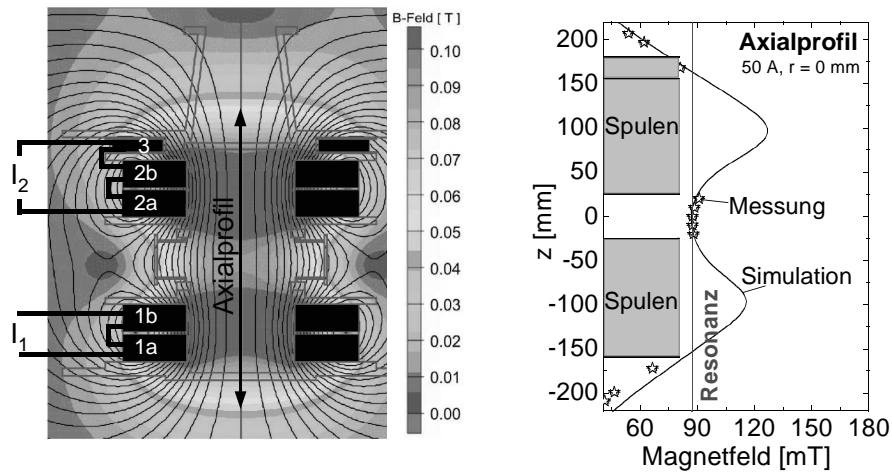 B-Feld [ T ]
0.10
0.09
0.08
0.07
0.06
0.05
0.04
0.03
0.02
0.01
0.00
I2
3
2b
2a
I1
1b
1a
Axialprofil
Axialprofil
50 A, r = 0 mm
Spulen
Spulen
Messung
Simulation
Resonanz
z [mm]
200
150
100
50
0
-50
-100
-150
-200
60
90
120
150
180
Magnetfeld [mT]